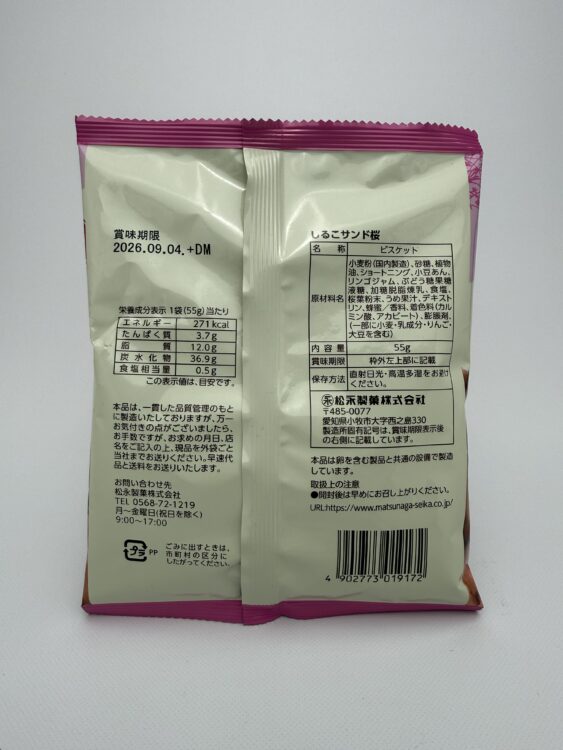 賞味期限
2026.09.04.+DM
栄養成分表示 1袋(55g)当たり
エネルギー 271kcal
たんぱく質 3.7g
脂質 12.0g
炭水化物 36.9g
食塩相当量 0.5g
この表示値は、目安です。
本品は、一貫した品質管理のもと
に製造いたしておりますが、万一
お気付きの点がございましたら、
お手数ですが、お求めの月日、店
名をご記入の上、現品を外袋ごと
当社までお送りください。早速代
品と送料をお送りいたします。
お問い合わせ先
松永製菓株式会社
TEL 0568-72-1219
月～金曜日(祝日を除く)
9:00～17:00
プラ PP
ごみに出すときは、
市町村の区分に
したがってください。
しるこサンド桜
名称 ビスケット
原材料名 小麦粉(国内製造)、砂糖、植物
油、ショートニング、小豆あん、
リンゴジャム、ぶどう糖果糖
液糖、加糖脱脂煉乳、食塩、
桜葉粉末、うめ果汁、デキスト
リン、蜂蜜/香料、着色料(カル
ミン酸、アカビート)、膨脹剤、
(一部に小麦・乳成分・りんご・
大豆を含む)
内容量 55g
賞味期限 枠外左上部に記載
保存方法 直射日光・高温多湿をお避け
ください。
松永製菓株式会社
〒485-0077
愛知県小牧市大字西之島330
製造所固有記号は、賞味期限表示後
の右側に記載しています。
本品は卵を含む製品と共通の設備で製造
しています。
取扱上の注意
●開封後は早めにお召し上がりください。
URL:https://www.matsunaga-seika.co.jp/
4 902773 019172